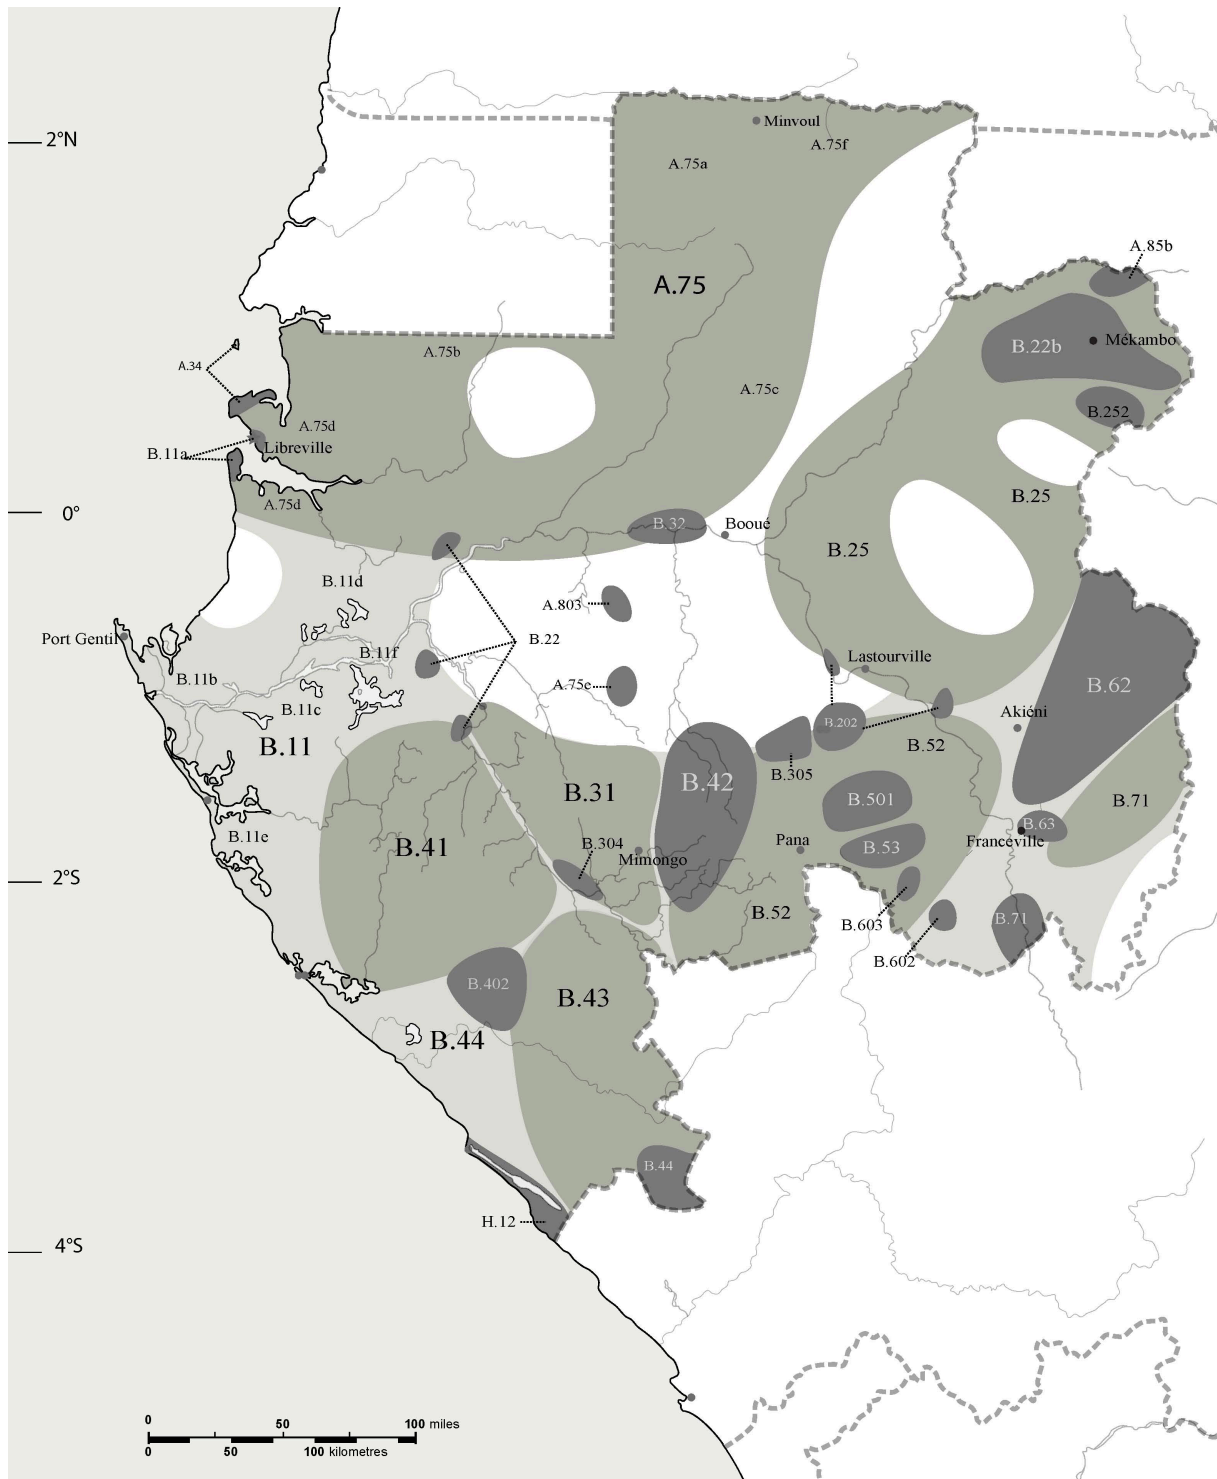 2°N
Minvoul
A.75f
A.75a
A.85b
A.75
A.34
A.75b
B.22b
Mékambo
A.75c
B.252
A.75d
Libreville
B.11a
A.75d
B.25
0°
B.32
Booué
B.25
B.11d
A.803
Port Gentil
B.22
B.11f
Lastourville
B.11b
A.75e
B.62
B.11c
B.202
Akiéni
B.11
B.52
B.305
B.42
B.31
B.501
B.71
B.11e
B.63
Franceville
B.41
B.304
Mimongo
Pana
B.53
2°S
B.52
B.603
B.71
B.602
B.402
B.43
B.44
B.44
H.12
4°S
0 50 100 miles
0 50 100 kilometres